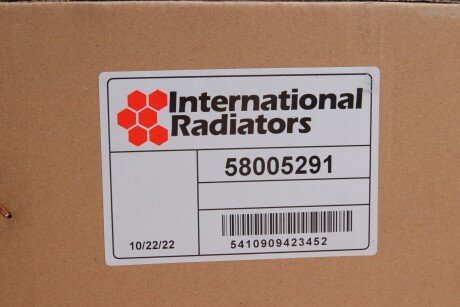 International
Radiators
58005291
10/22/22
5410909423452